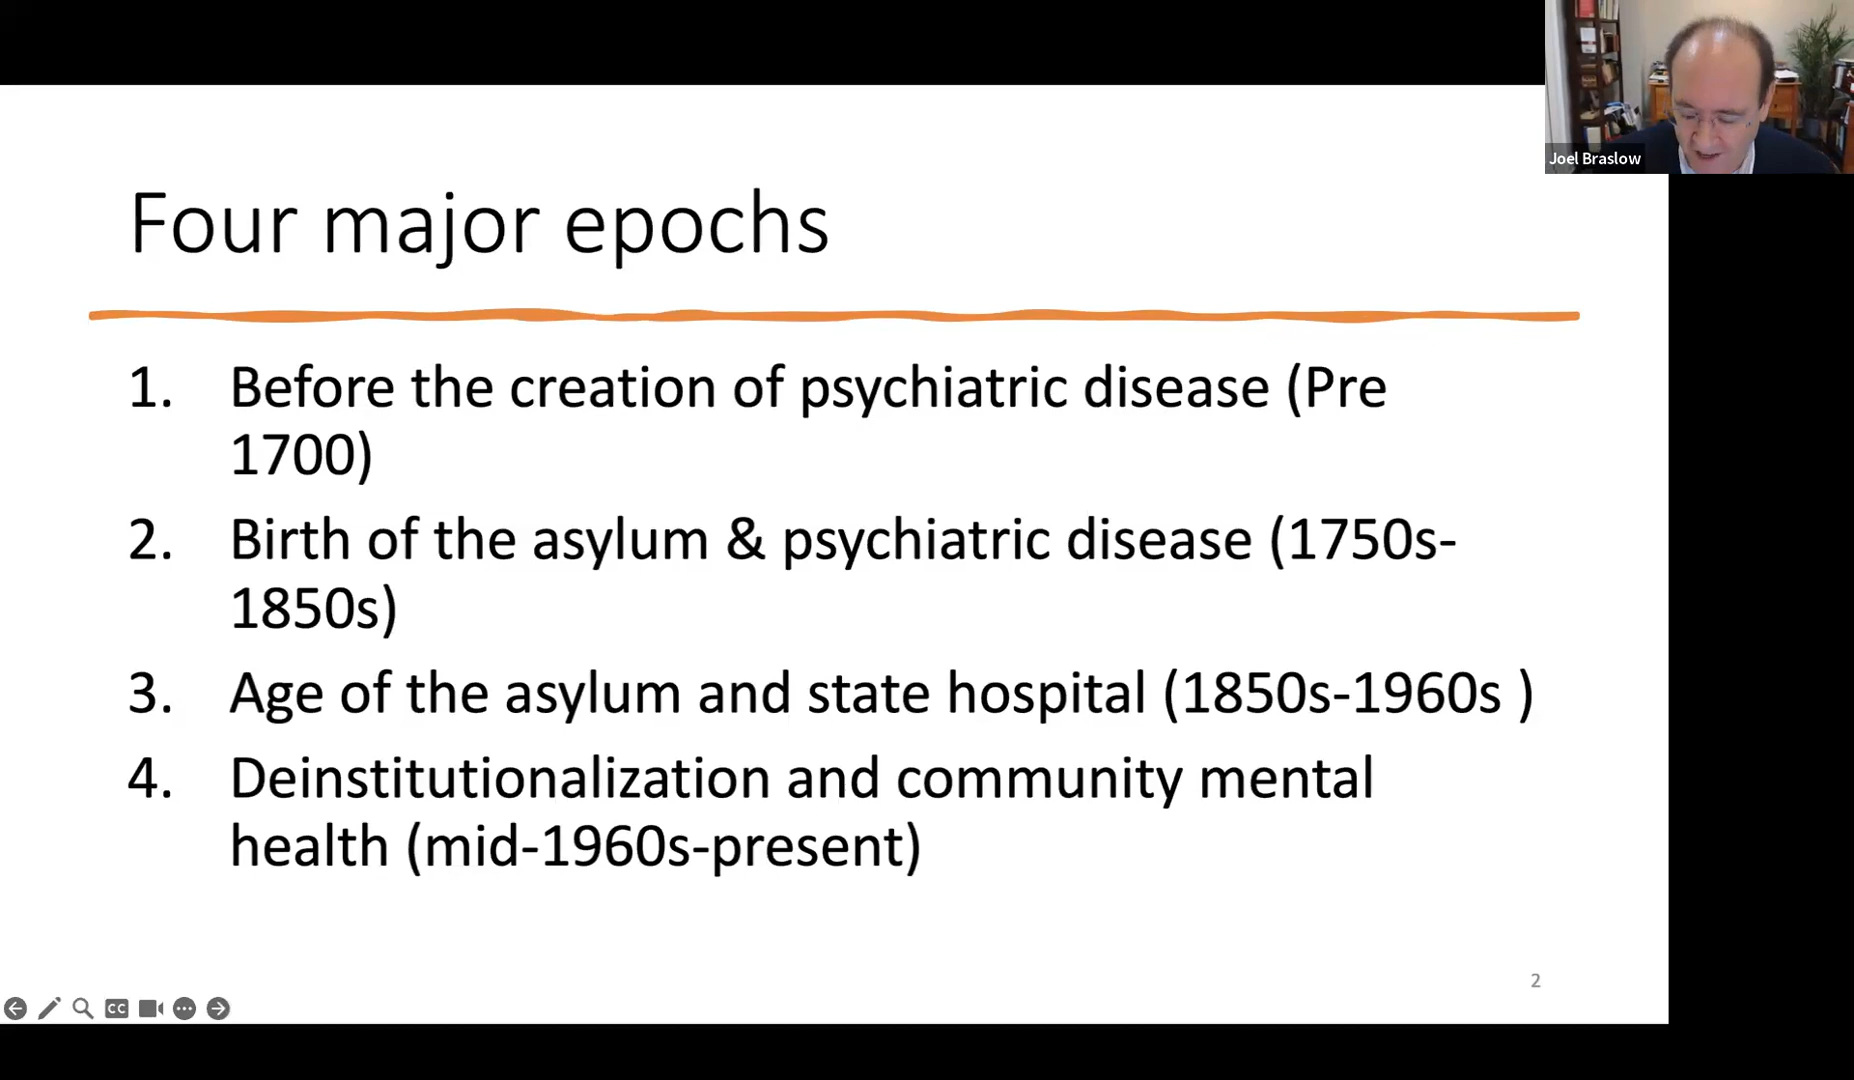 Joel Braslow
Four major epochs
1. Before the creation of psychiatric disease (Pre
1700)
2. Birth of the asylum & psychiatric disease (1750s-
1850s)
3. Age of the asylum and state hospital (1850s-1960s )
4. Deinstitutionalization and community mental
health (mid-1960s-present)
2
CC